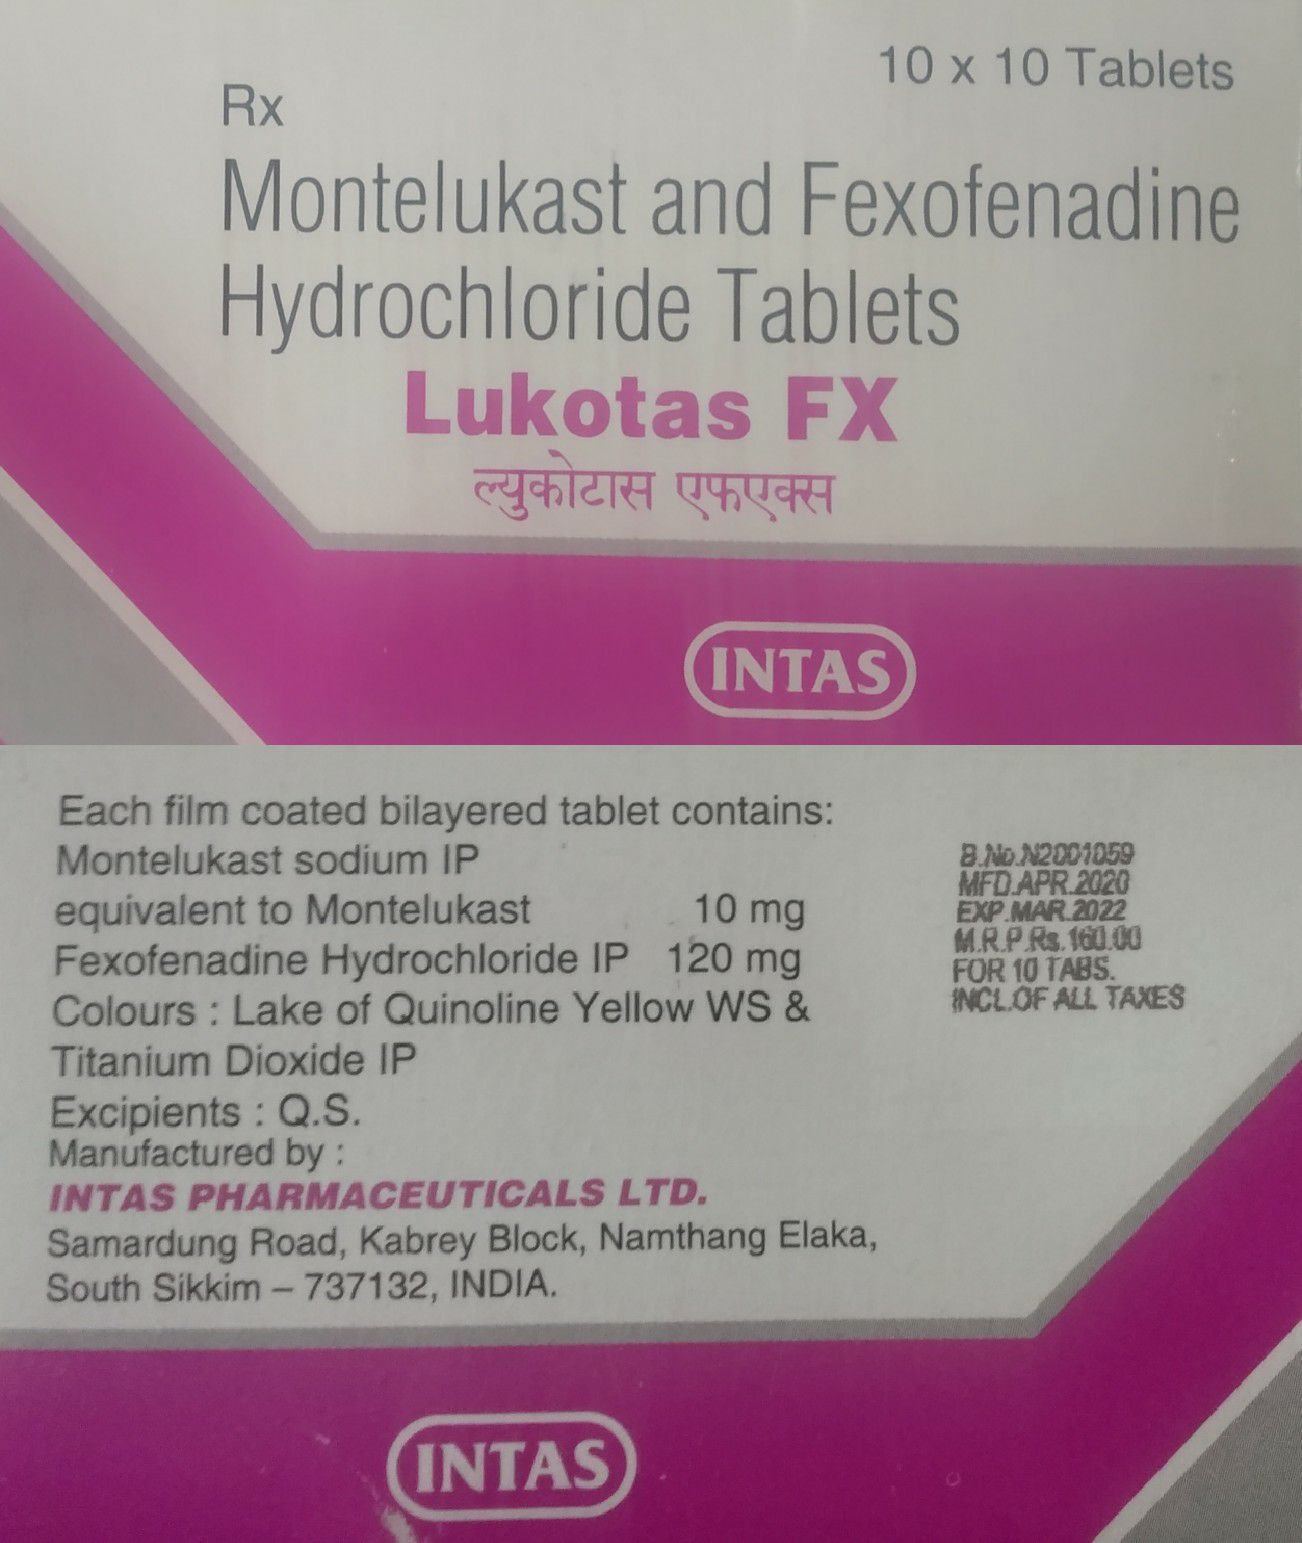 10 x 10 Tablets
Rx
Montelukast and Fexofenadine
Hydrochloride Tablets
Lukotas FX
ल्युकोटास एफएक्स
INTAS
Each film coated bilayered tablet contains:
Montelukast sodium IP
equivalent to Montelukast 10 mg
Fexofenadine Hydrochloride IP 120 mg
Colours : Lake of Quinoline Yellow WS &
Titanium Dioxide IP
Excipients : Q.S.
Manufactured by :
INTAS PHARMACEUTICALS LTD.
Samardung Road, Kabrey Block, Namthang Elaka,
South Sikkim – 737132, INDIA.
B.No.N2001059
MFD.APR.2020
EXP.MAR.2022
M.R.P.Rs.160.00
FOR 10 TABS.
INCL.OF ALL TAXES
INTAS